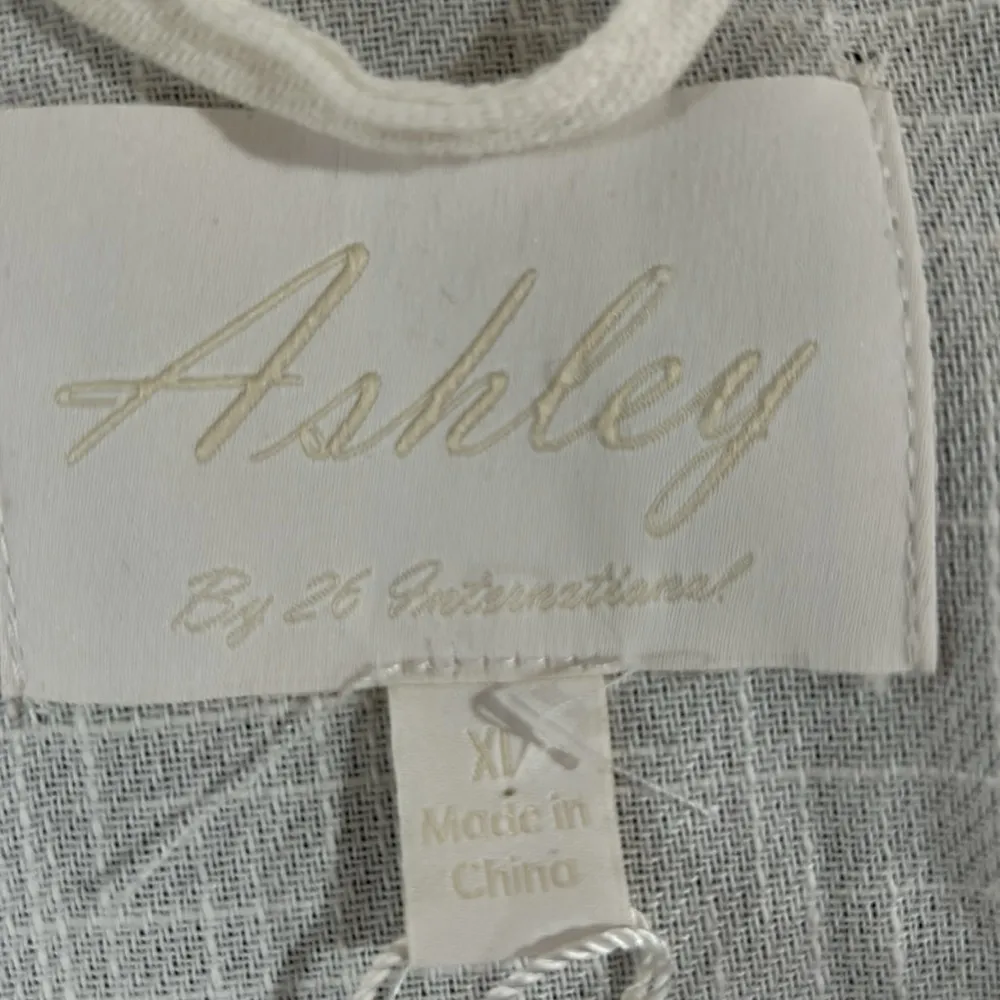 Ashley
By 26 International
XL
Made in
China